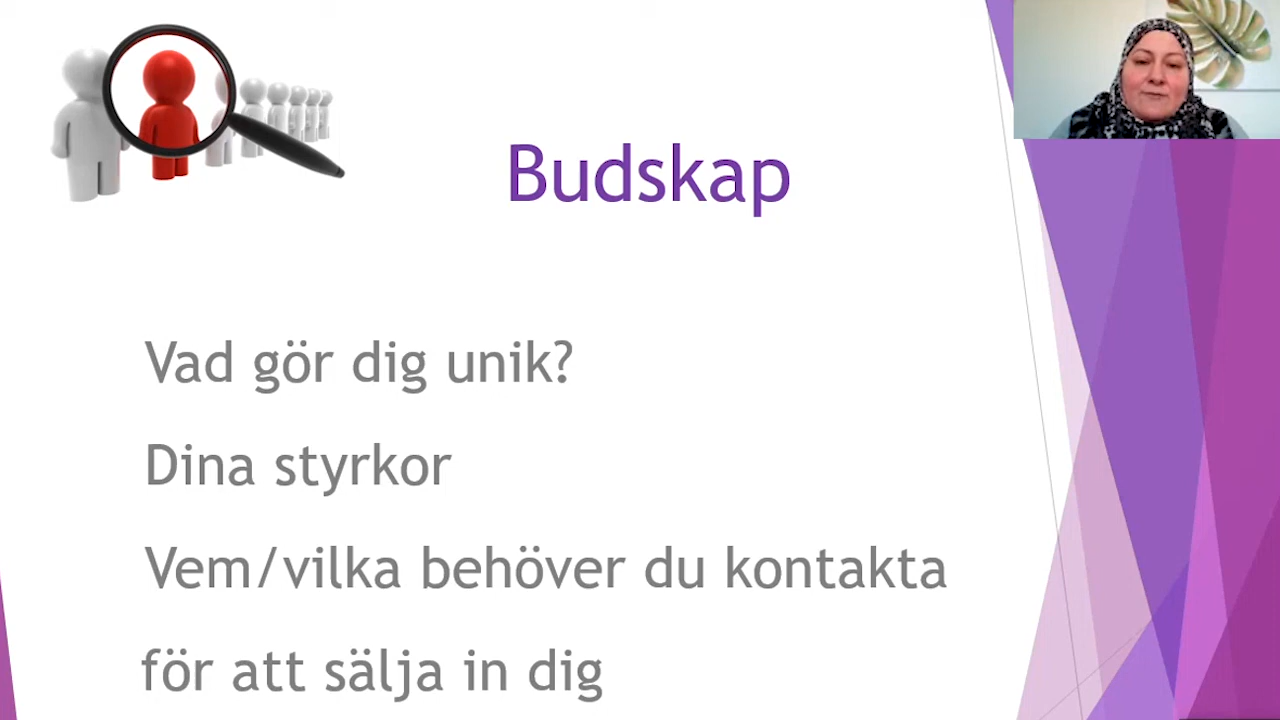 Budskap
Vad gör dig unik?
Dina styrkor
Vem/vilka behöver du kontakta
för att sälja in dig